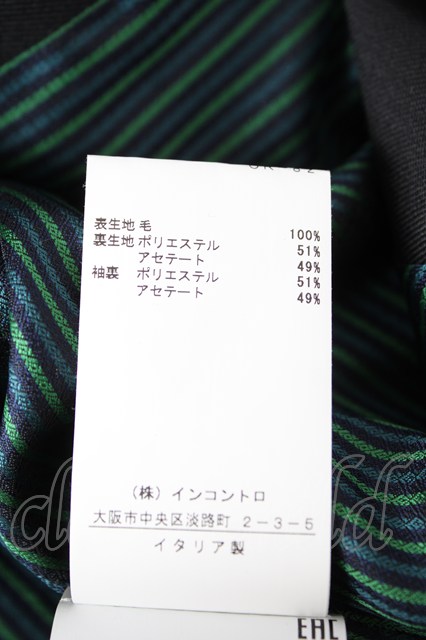 表生地 毛 100%
裏生地 ポリエステル 51%
アセテート 49%
袖裏 ポリエステル 51%
アセテート 49%
(株) インコントロ
大阪市中央区淡路町 2-3-5
イタリア製
EAC